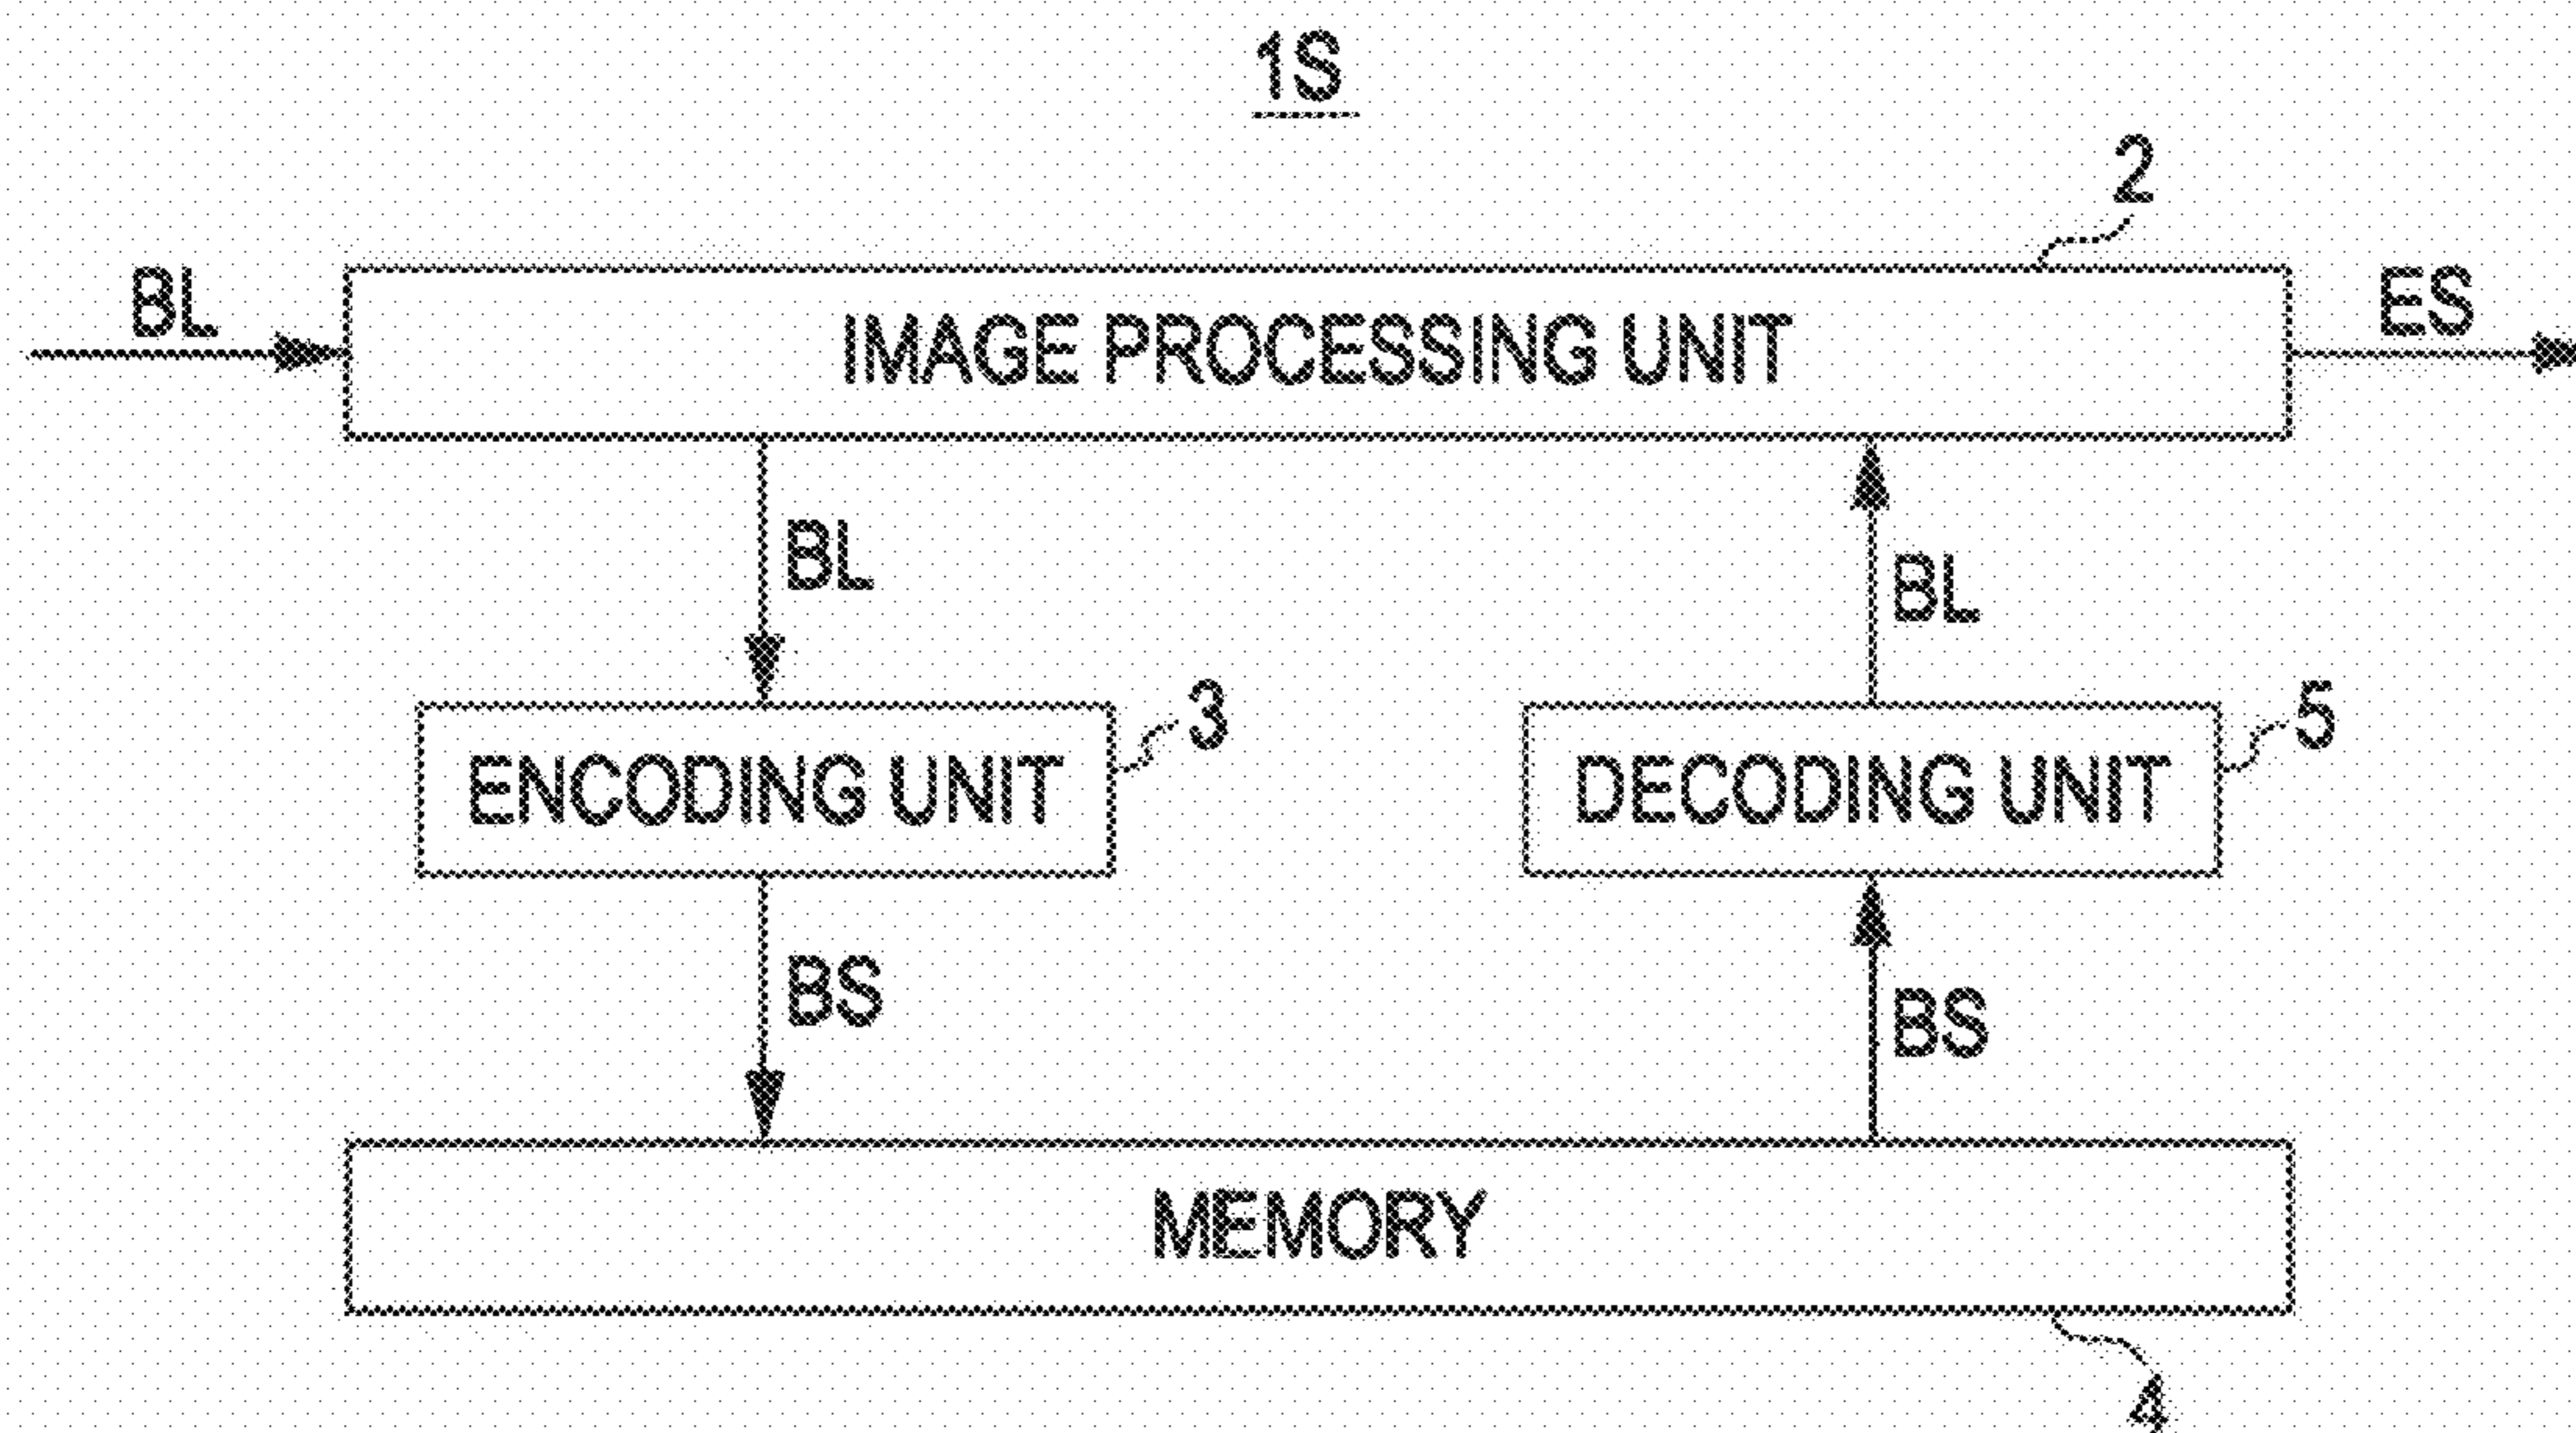 1S
2
BL
IMAGE PROCESSING UNIT
ES
BL
BL
3
5
ENCODING UNIT
DECODING UNIT
BS
BS
MEMORY
4